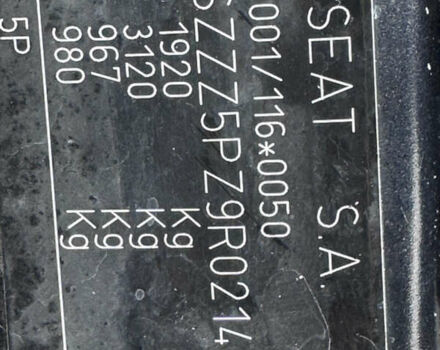 SEAT S.A.
001/116*0050
SZZZ5PZ9R0214
1920 Kg
3120 Kg
967 Kg
980 Kg
5P